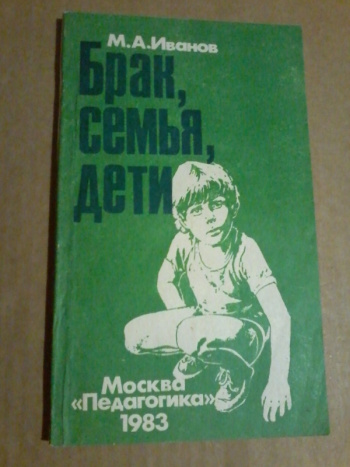 М.А.Иванов
Брак,
семья,
дети
Москва
«Педагогика»
1983